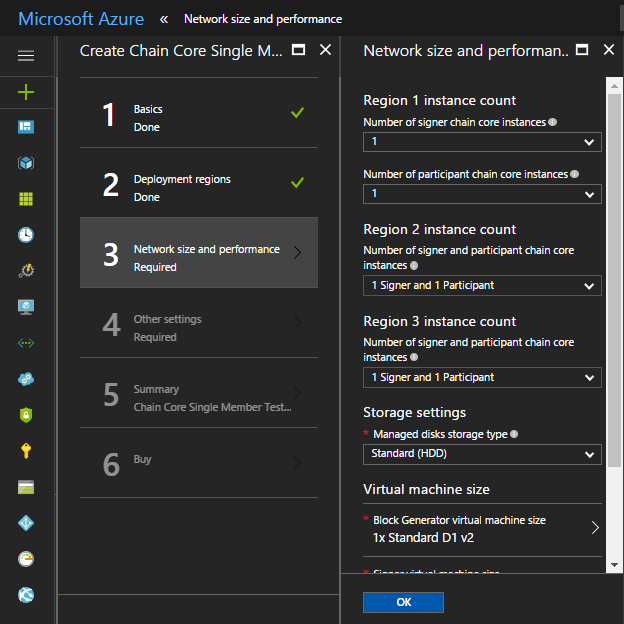 Microsoft Azure « Network size and performance
Create Chain Core Single M...
1
Basics
Done
2
Deployment regions
Done
3
Network size and performance
Required
4
Other settings
Required
5
Summary
Chain Core Single Member Test...
6
Buy
Network size and performan..
Region 1 instance count
Number of signer chain core instances
1
Number of participant chain core instances
1
Region 2 instance count
Number of signer and participant chain core
instances
1 Signer and 1 Participant
Region 3 instance count
Number of signer and participant chain core
instances
1 Signer and 1 Participant
Storage settings
* Managed disks storage type
Standard (HDD)
Virtual machine size
* Block Generator virtual machine size
1x Standard D1 v2
* Signer virtual machine size
OK